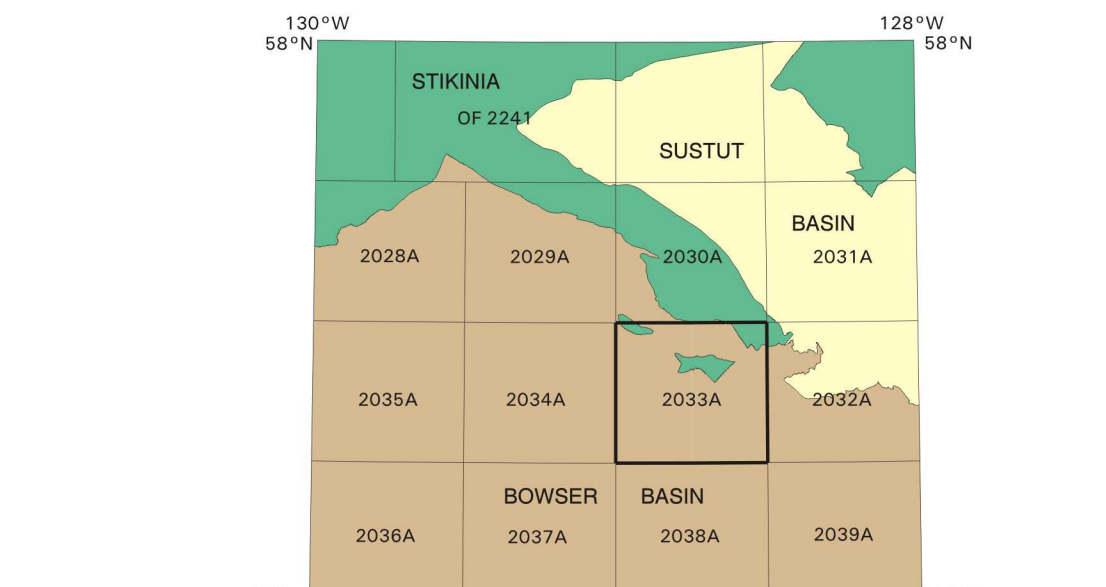 130°W 128°W
58°N 58°N
STIKINIA
OF 2241
SUSTUT
BASIN
2028A 2029A 2030A 2031A
2035A 2034A 2033A 2032A
BOWSER BASIN
2036A 2037A 2038A 2039A